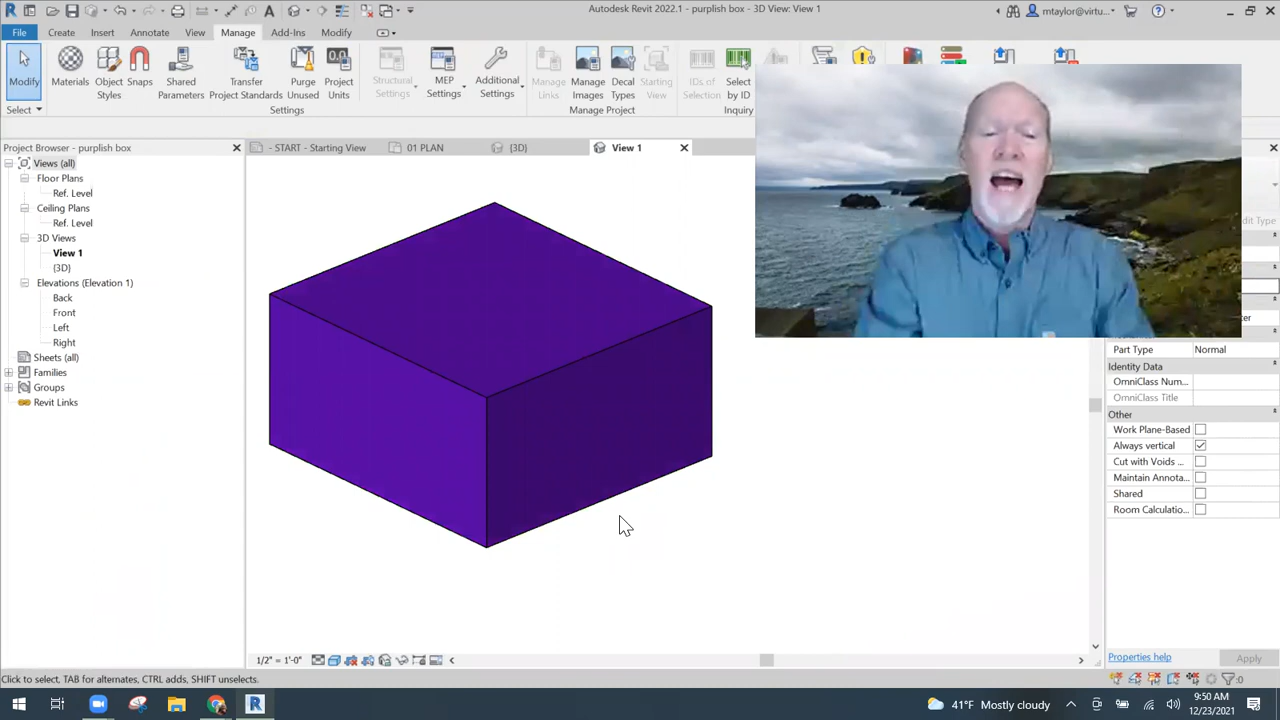 Autodesk Revit 2022.1 - purplish box - 3D View: View 1
mtaylor@virtu...
File Create Insert Annotate View Manage Add-Ins Modify
Modify
Materials
Object Styles
Snaps
Shared Parameters
Transfer Project Standards
Purge Unused
Project Units
Structural Settings
MEP Settings
Additional Settings
Manage Links
Manage Images
Decal Types
Starting View
IDs of Selection
Select by ID
Select
Settings
Manage Project
Inquiry
Project Browser - purplish box
- START - Starting View
01 PLAN
{3D}
View 1
Views (all)
Floor Plans
Ref. Level
Ceiling Plans
Ref. Level
3D Views
View 1
{3D}
Elevations (Elevation 1)
Back
Front
Left
Right
Sheets (all)
Families
Groups
Revit Links
dit Type
Part Type Normal
Identity Data
OmniClass Num...
OmniClass Title
Other
Work Plane-Based
Always vertical
Cut with Voids ...
Maintain Annota...
Shared
Room Calculatio...
1/2" = 1'-0"
Properties help
Apply
Click to select, TAB for alternates, CTRL adds, SHIFT unselects.
:0
41°F Mostly cloudy
9:50 AM
12/23/2021